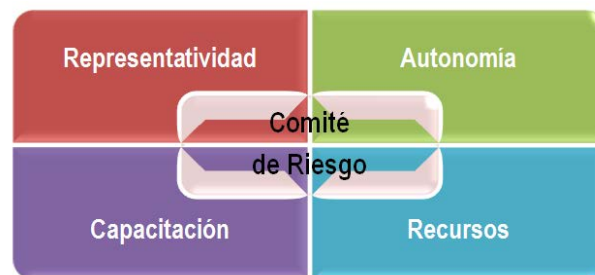 Representatividad
Autonomía
Comité
de Riesgo
Capacitación
Recursos